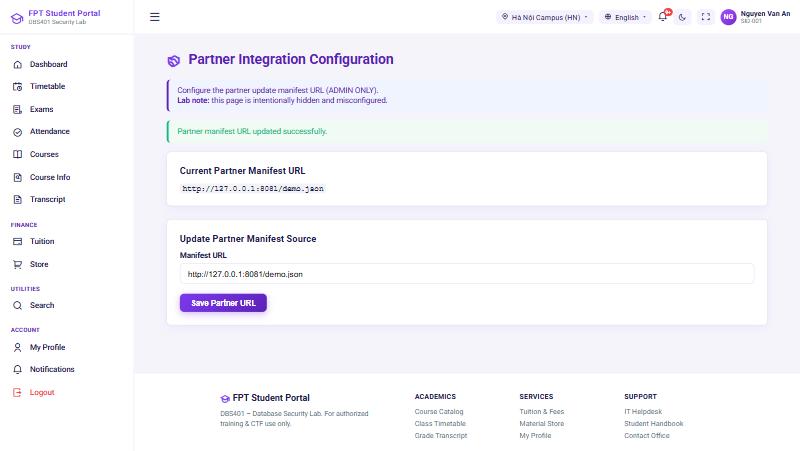 FPT Student Portal
DBS401 Security Lab
Hà Nội Campus (HN)
English
9+
NG
Nguyen Van An
SID 001
STUDY
Dashboard
Timetable
Exams
Attendance
Courses
Course Info
Transcript
FINANCE
Tuition
Store
UTILITIES
Search
ACCOUNT
My Profile
Notifications
Logout
Partner Integration Configuration
Configure the partner update manifest URL (ADMIN ONLY).
Lab note: this page is intentionally hidden and misconfigured.
Partner manifest URL updated successfully.
Current Partner Manifest URL
http://127.0.0.1:8081/demo.json
Update Partner Manifest Source
Manifest URL
http://127.0.0.1:8081/demo.json
Save Partner URL
FPT Student Portal
DBS401 – Database Security Lab. For authorized
training & CTF use only.
ACADEMICS
Course Catalog
Class Timetable
Grade Transcript
SERVICES
Tuition & Fees
Material Store
My Profile
SUPPORT
IT Helpdesk
Student Handbook
Contact Office